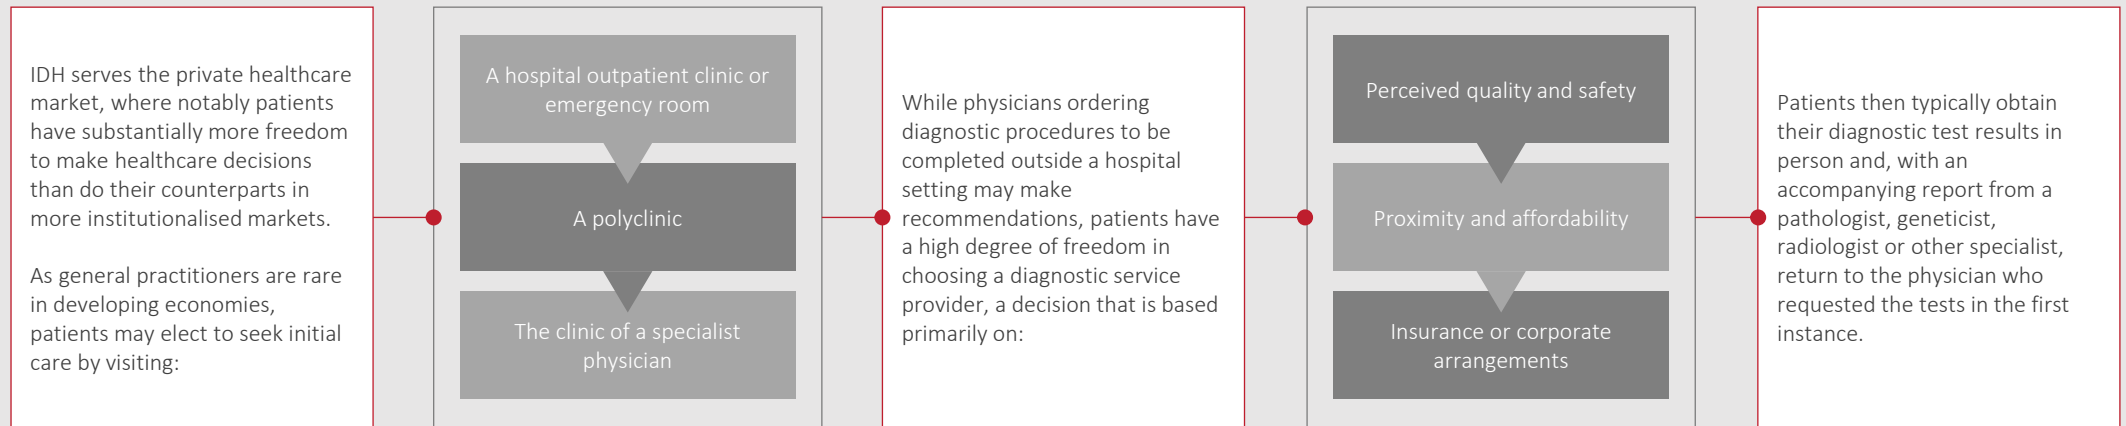 IDH serves the private healthcare
market, where notably patients
have substantially more freedom
to make healthcare decisions
than do their counterparts in
more institutionalised markets.
As general practitioners are rare
in developing economies,
patients may elect to seek initial
care by visiting:
A hospital outpatient clinic or
emergency room
A polyclinic
The clinic of a specialist
physician
While physicians ordering
diagnostic procedures to be
completed outside a hospital
setting may make
recommendations, patients have
a high degree of freedom in
choosing a diagnostic service
provider, a decision that is based
primarily on:
Perceived quality and safety
Proximity and affordability
Insurance or corporate
arrangements
Patients then typically obtain
their diagnostic test results in
person and, with an
accompanying report from a
pathologist, geneticist,
radiologist or other specialist,
return to the physician who
requested the tests in the first
instance.